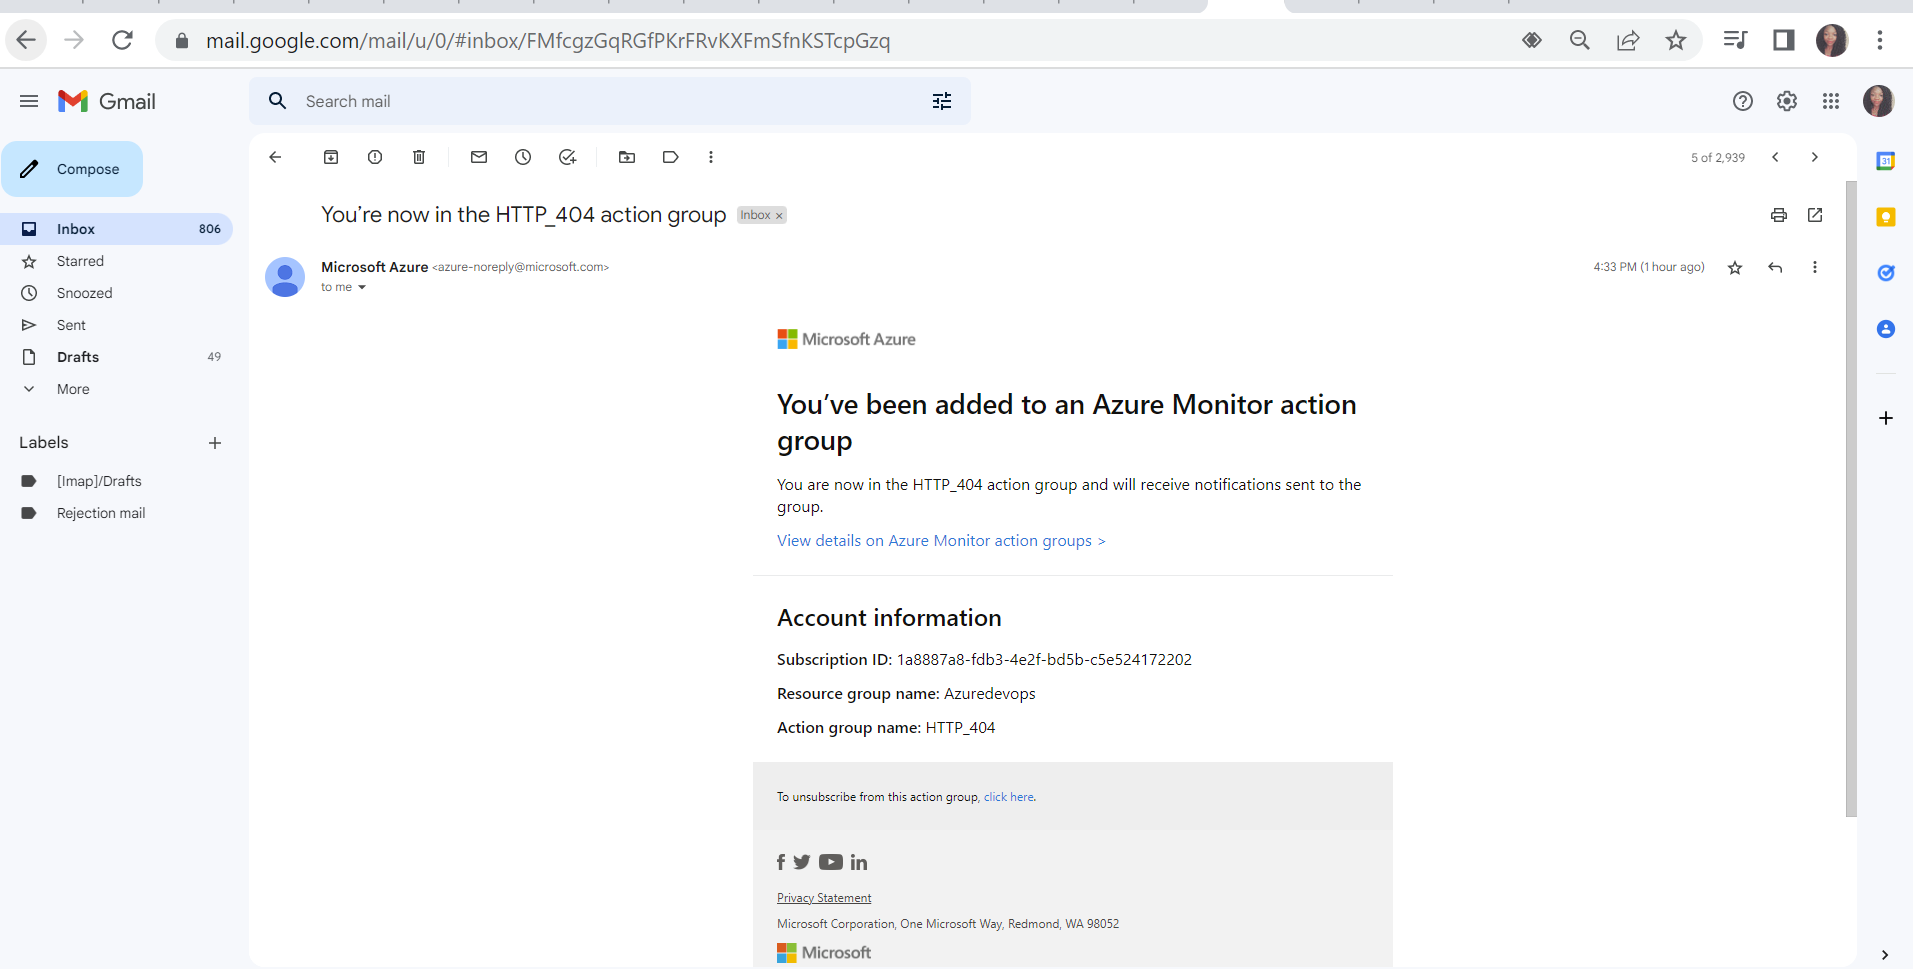 mail.google.com/mail/u/0/#inbox/FMfcgzGqRGfPKrFRvKXFmSfnKSTcpGzq
Gmail
Search mail
Compose
5 of 2,939
31
Inbox 806
Starred
Snoozed
Sent
Drafts 49
More
Labels
[Imap]/Drafts
Rejection mail
You're now in the HTTP_404 action group Inbox ×
Microsoft Azure <azure-noreply@microsoft.com> 4:33 PM (1 hour ago)
to me
Microsoft Azure
You've been added to an Azure Monitor action
group
You are now in the HTTP_404 action group and will receive notifications sent to the
group.
View details on Azure Monitor action groups >
Account information
Subscription ID: 1a8887a8-fdb3-4e2f-bd5b-c5e524172202
Resource group name: Azuredevops
Action group name: HTTP_404
To unsubscribe from this action group, click here.
Privacy Statement
Microsoft Corporation, One Microsoft Way, Redmond, WA 98052
Microsoft